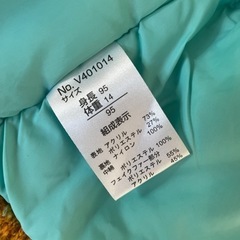 No. V401014
サイズ
身長 95
体重 14
95
組成表示
表地 アクリル 73%
ポリエステル 27%
裏地 ナイロン 100%
中綿 ポリエステル 100%
フェイクファー部分
ポリエステル 55%
アクリル 45%